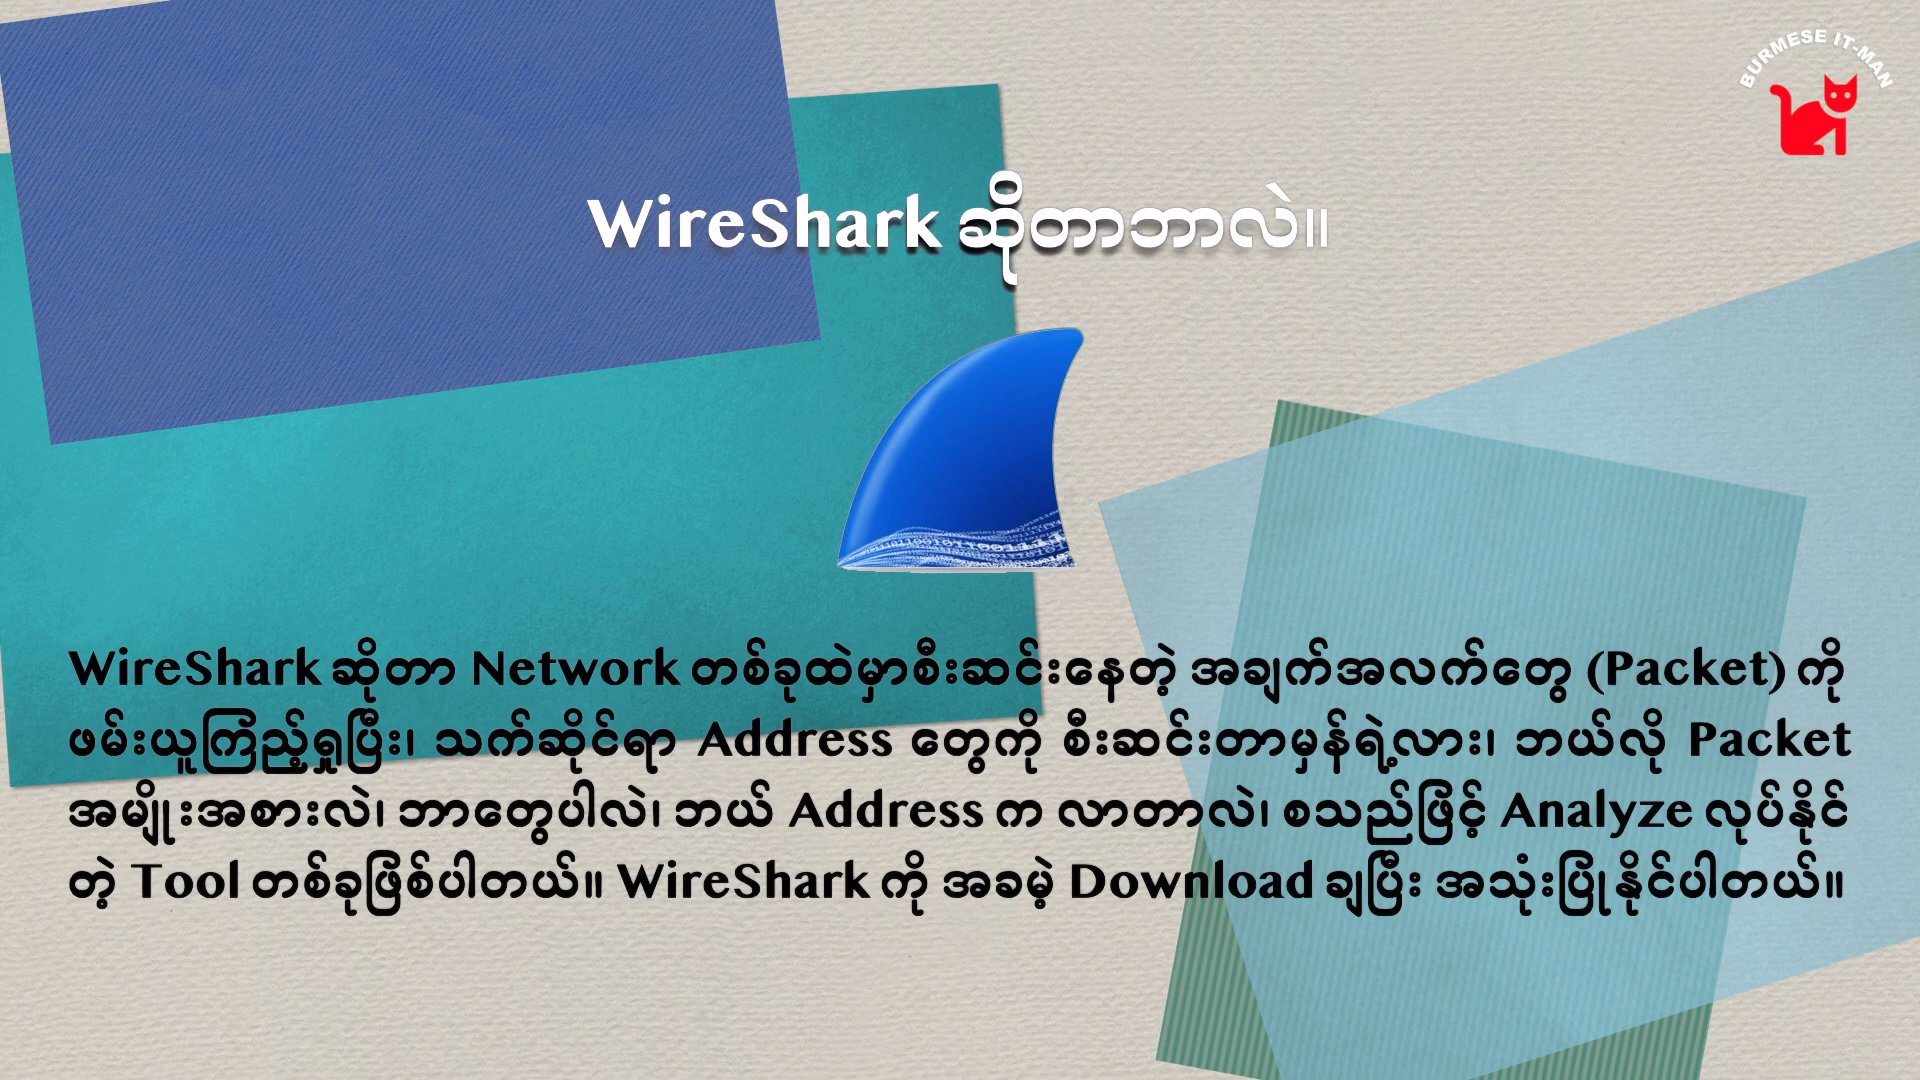 BURMESE IT-MAN
WireShark ဆိုတာဘာလဲ။
WireShark ဆိုတာ Network တစ်ခုထဲမှာစီးဆင်းနေတဲ့ အချက်အလက်တွေ (Packet) ကို
ဖမ်းယူကြည့်ရှုပြီး၊ သက်ဆိုင်ရာ Address တွေကို စီးဆင်းတာမှန်ရဲ့လား၊ ဘယ်လို Packet
အမျိုးအစားလဲ၊ ဘာတွေပါလဲ၊ ဘယ် Address က လာတာလဲ၊ စသည်ဖြင့် Analyze လုပ်နိုင်
တဲ့ Tool တစ်ခုဖြစ်ပါတယ်။ WireShark ကို အခမဲ့ Download ချပြီး အသုံးပြုနိုင်ပါတယ်။